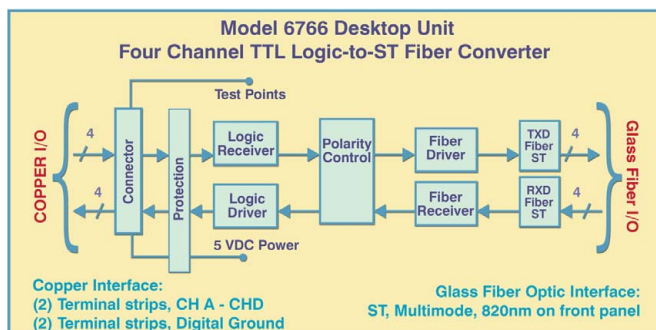 Model 6766 Desktop Unit
Four Channel TTL Logic-to-ST Fiber Converter
Test Points
COPPER I/O
4
4
Connector
Protection
Logic
Receiver
Logic
Driver
Polarity
Control
Fiber
Driver
Fiber
Receiver
TXD
Fiber
ST
RXD
Fiber
ST
4
4
Glass Fiber I/O
5 VDC Power
Copper Interface:
(2) Terminal strips, CH A - CHD
(2) Terminal strips, Digital Ground
Glass Fiber Optic Interface:
ST, Multimode, 820nm on front panel